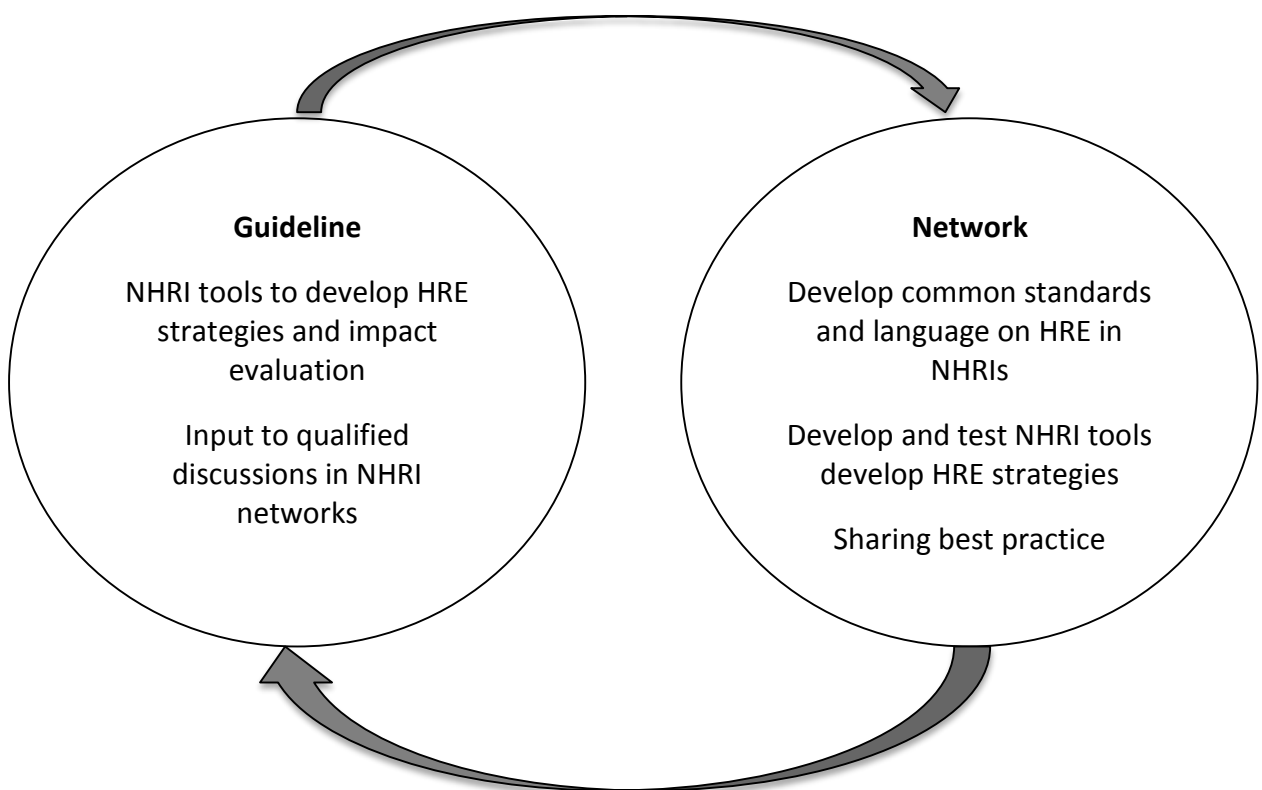 Guideline
NHRI tools to develop HRE
strategies and impact
evaluation
Input to qualified
discussions in NHRI
networks
Network
Develop common standards
and language on HRE in
NHRIs
Develop and test NHRI tools
develop HRE strategies
Sharing best practice